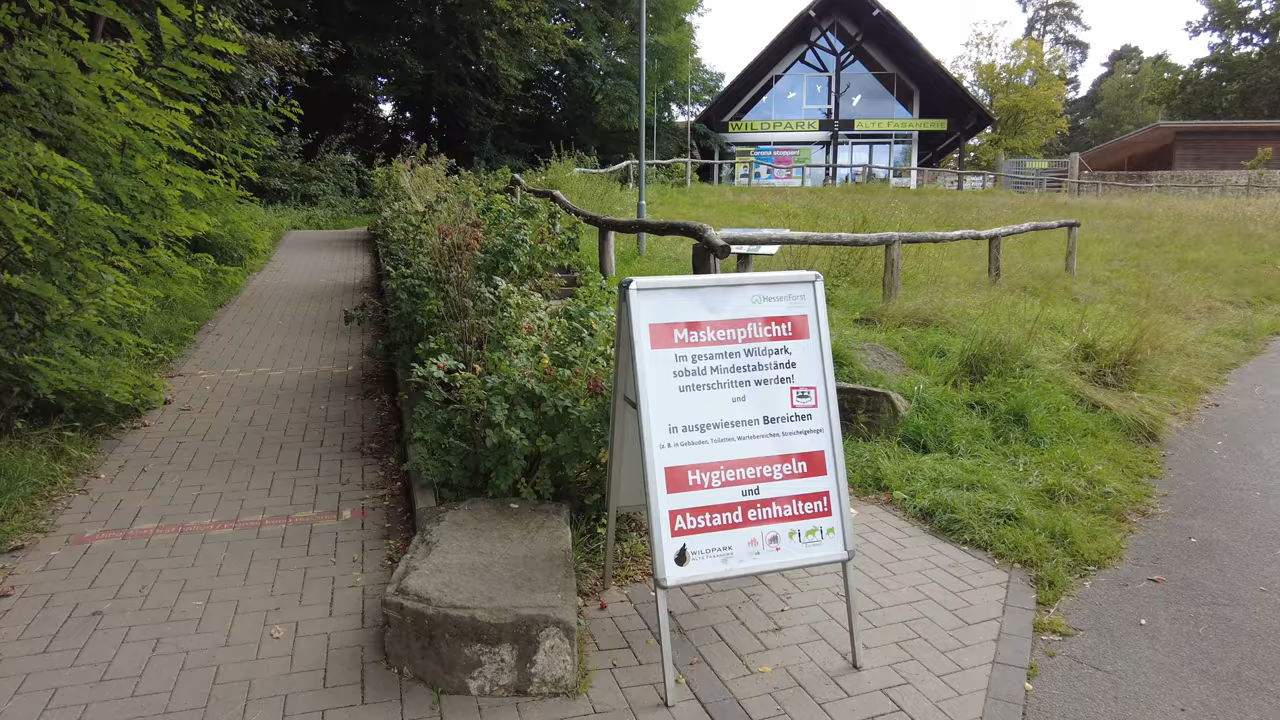 WILDPARK
ALTE FASANERIE
Corona stoppen!
HessenForst
Maskenpflicht!
Im gesamten Wildpark,
sobald Mindestabstände
unterschritten werden!
und
in ausgewiesenen Bereichen
(z. B. in Gebäuden, Toiletten, Wartebereichen, Streichelgehege)
Hygieneregeln
und
Abstand einhalten!
WILDPARK
ALTE FASANERIE